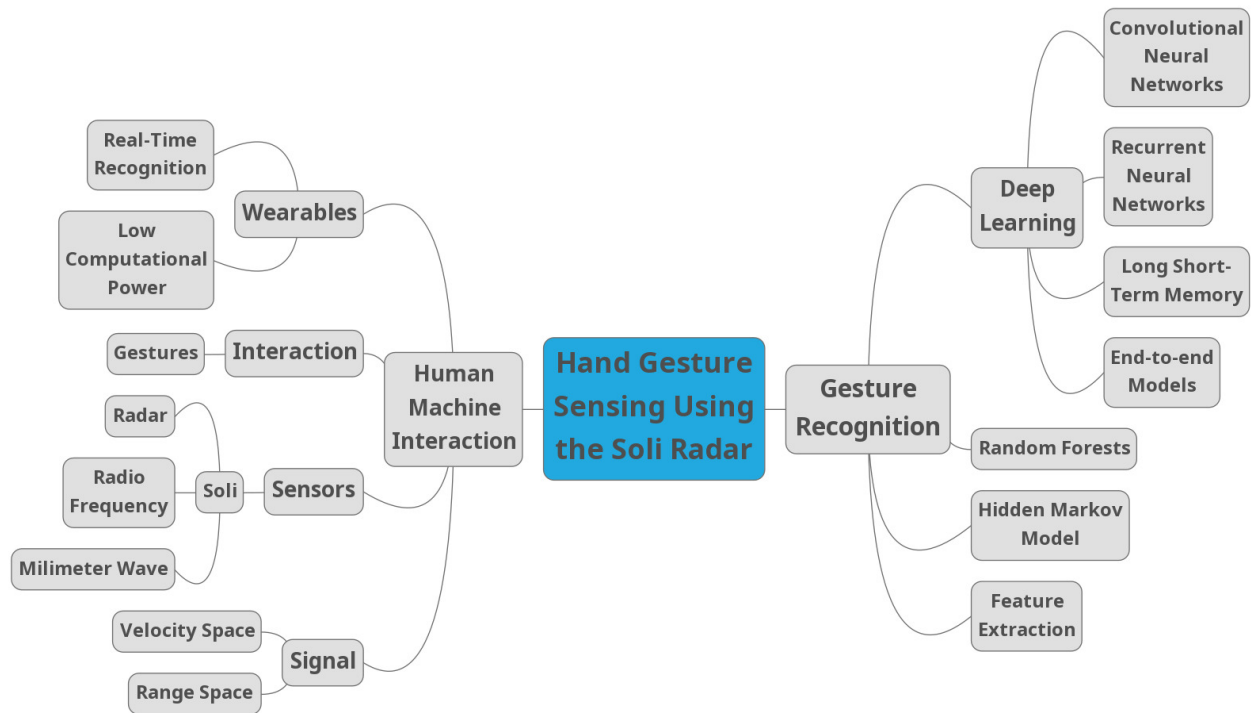 Hand Gesture
Sensing Using
the Soli Radar
Human
Machine
Interaction
Wearables
Real-Time
Recognition
Low
Computational
Power
Interaction
Gestures
Sensors
Soli
Radar
Radio
Frequency
Milimeter Wave
Signal
Velocity Space
Range Space
Gesture
Recognition
Deep
Learning
Convolutional
Neural
Networks
Recurrent
Neural
Networks
Long Short-
Term Memory
End-to-end
Models
Random Forests
Hidden Markov
Model
Feature
Extraction